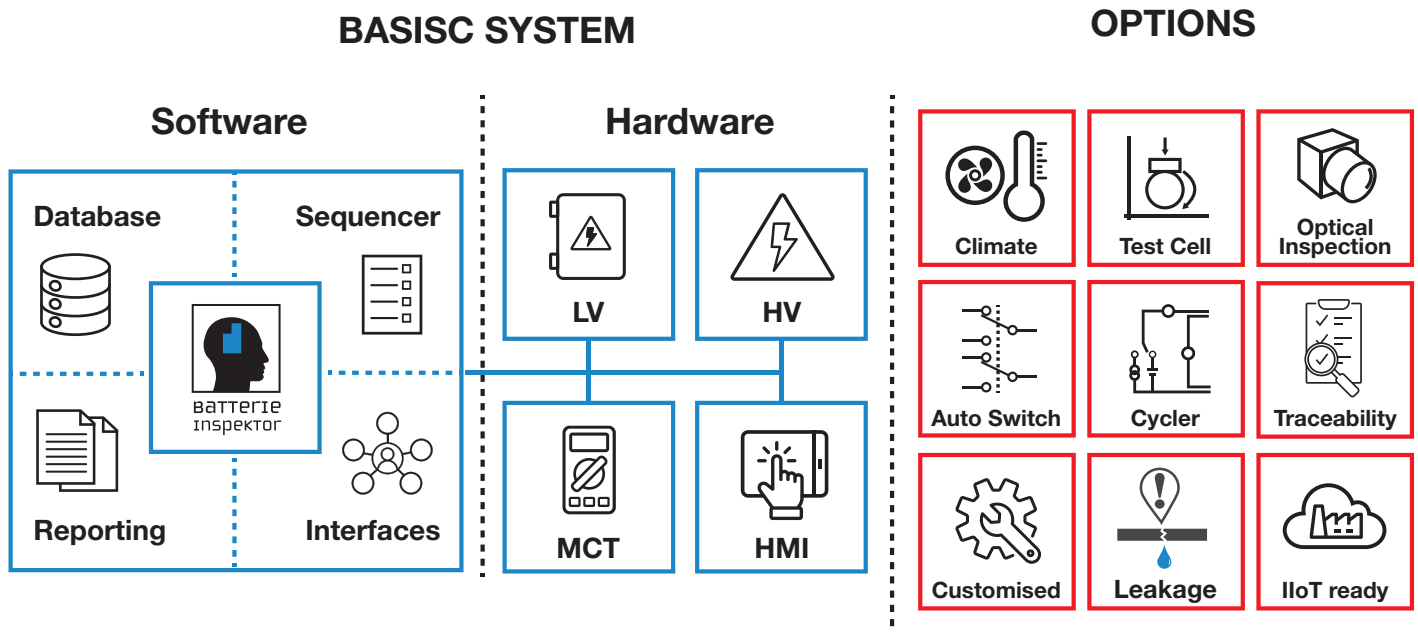 BASISC SYSTEM
OPTIONS
Software
Hardware
Database
Sequencer
BATTERIE
INSPEKTOR
Reporting
Interfaces
LV
HV
MCT
HMI
Climate
Test Cell
Optical
Inspection
Auto Switch
Cycler
Traceability
Customised
Leakage
IIoT ready